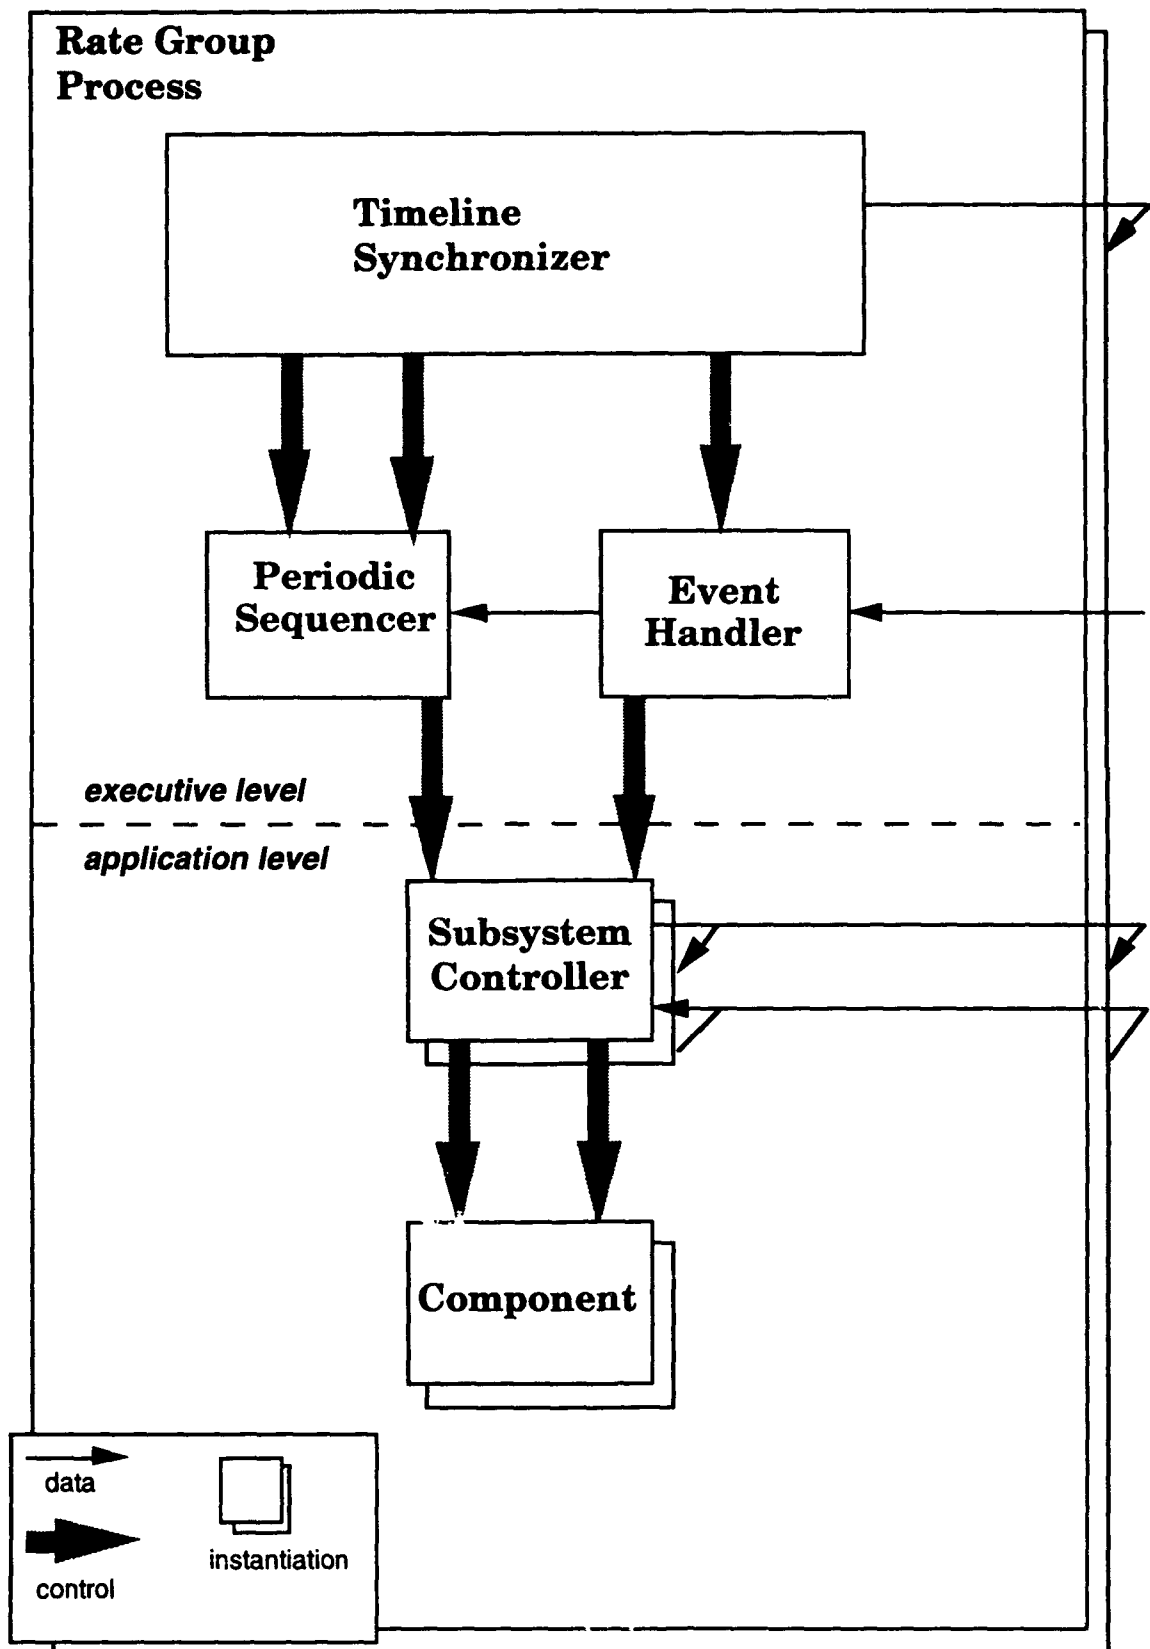 Rate Group
Process
Timeline
Synchronizer
Periodic
Sequencer
Event
Handler
executive level
application level
Subsystem
Controller
Component
data
instantiation
control